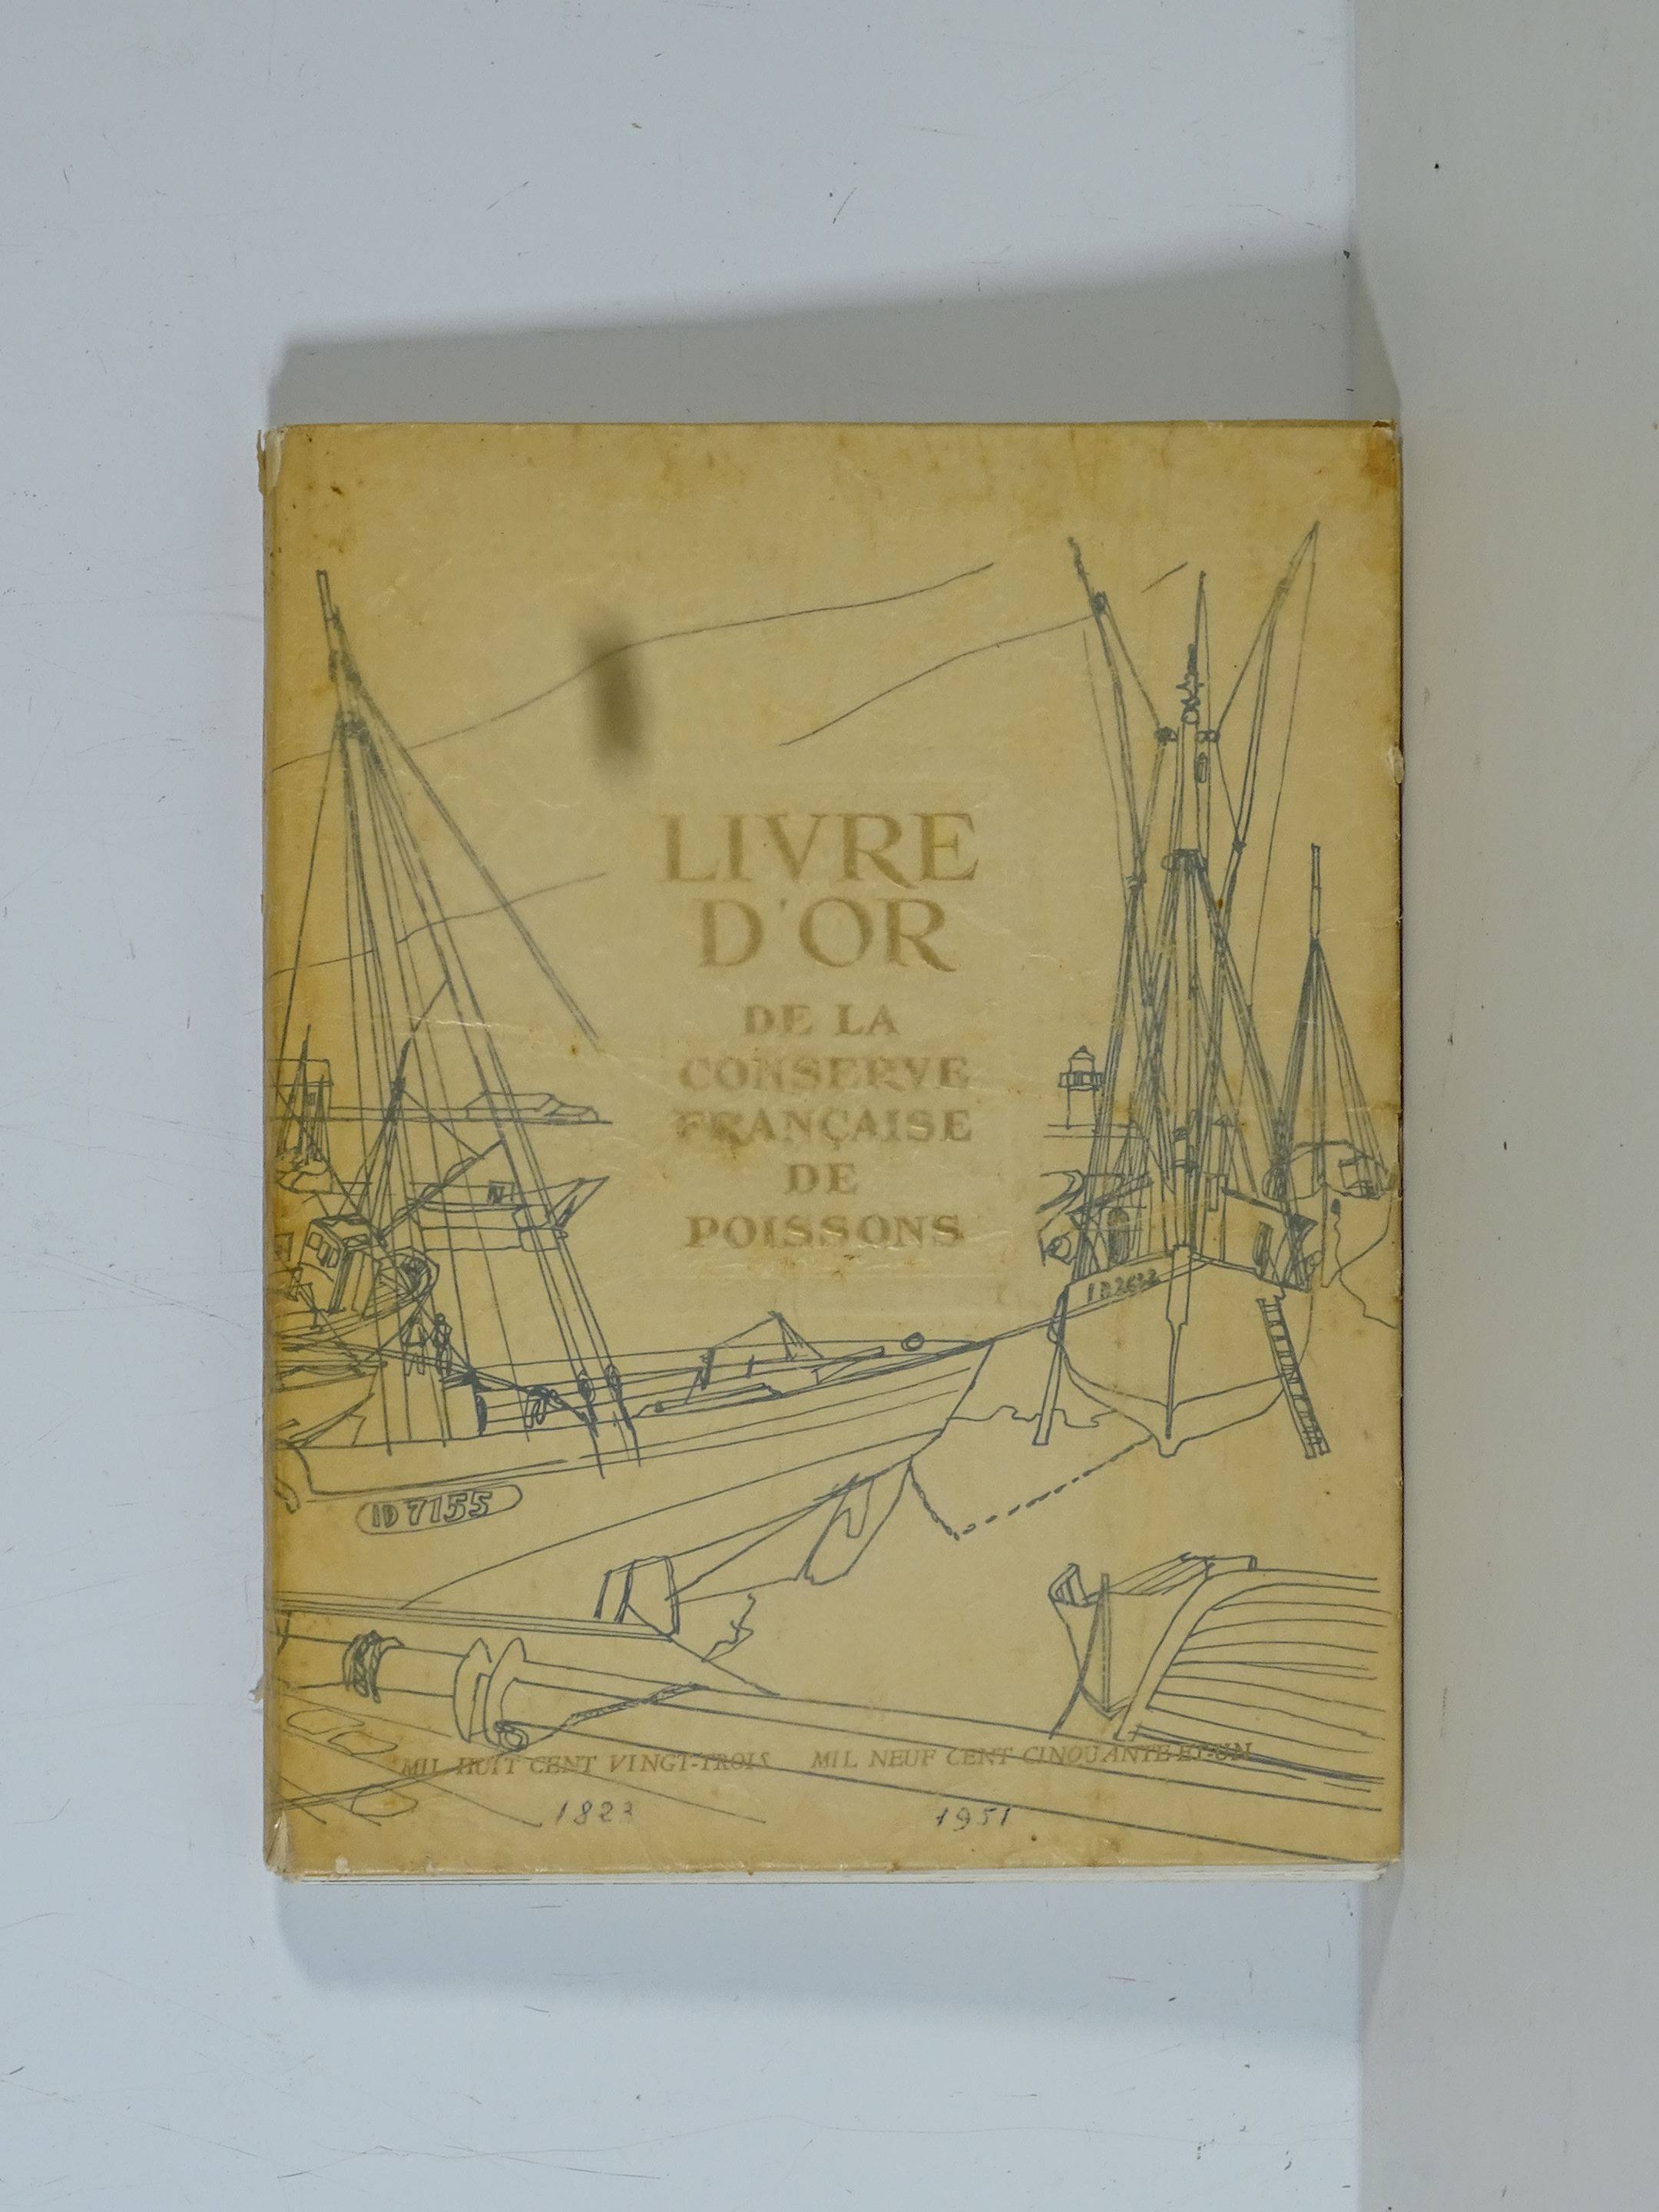 LIVRE
D'OR
DE LA
CONSERVE
FRANÇAISE
DE
POISSONS
ID 7155
MIL HUIT CENT VINGT-TROIS MIL NEUF CENT CINQUANTE-ET-UN
1823 1951